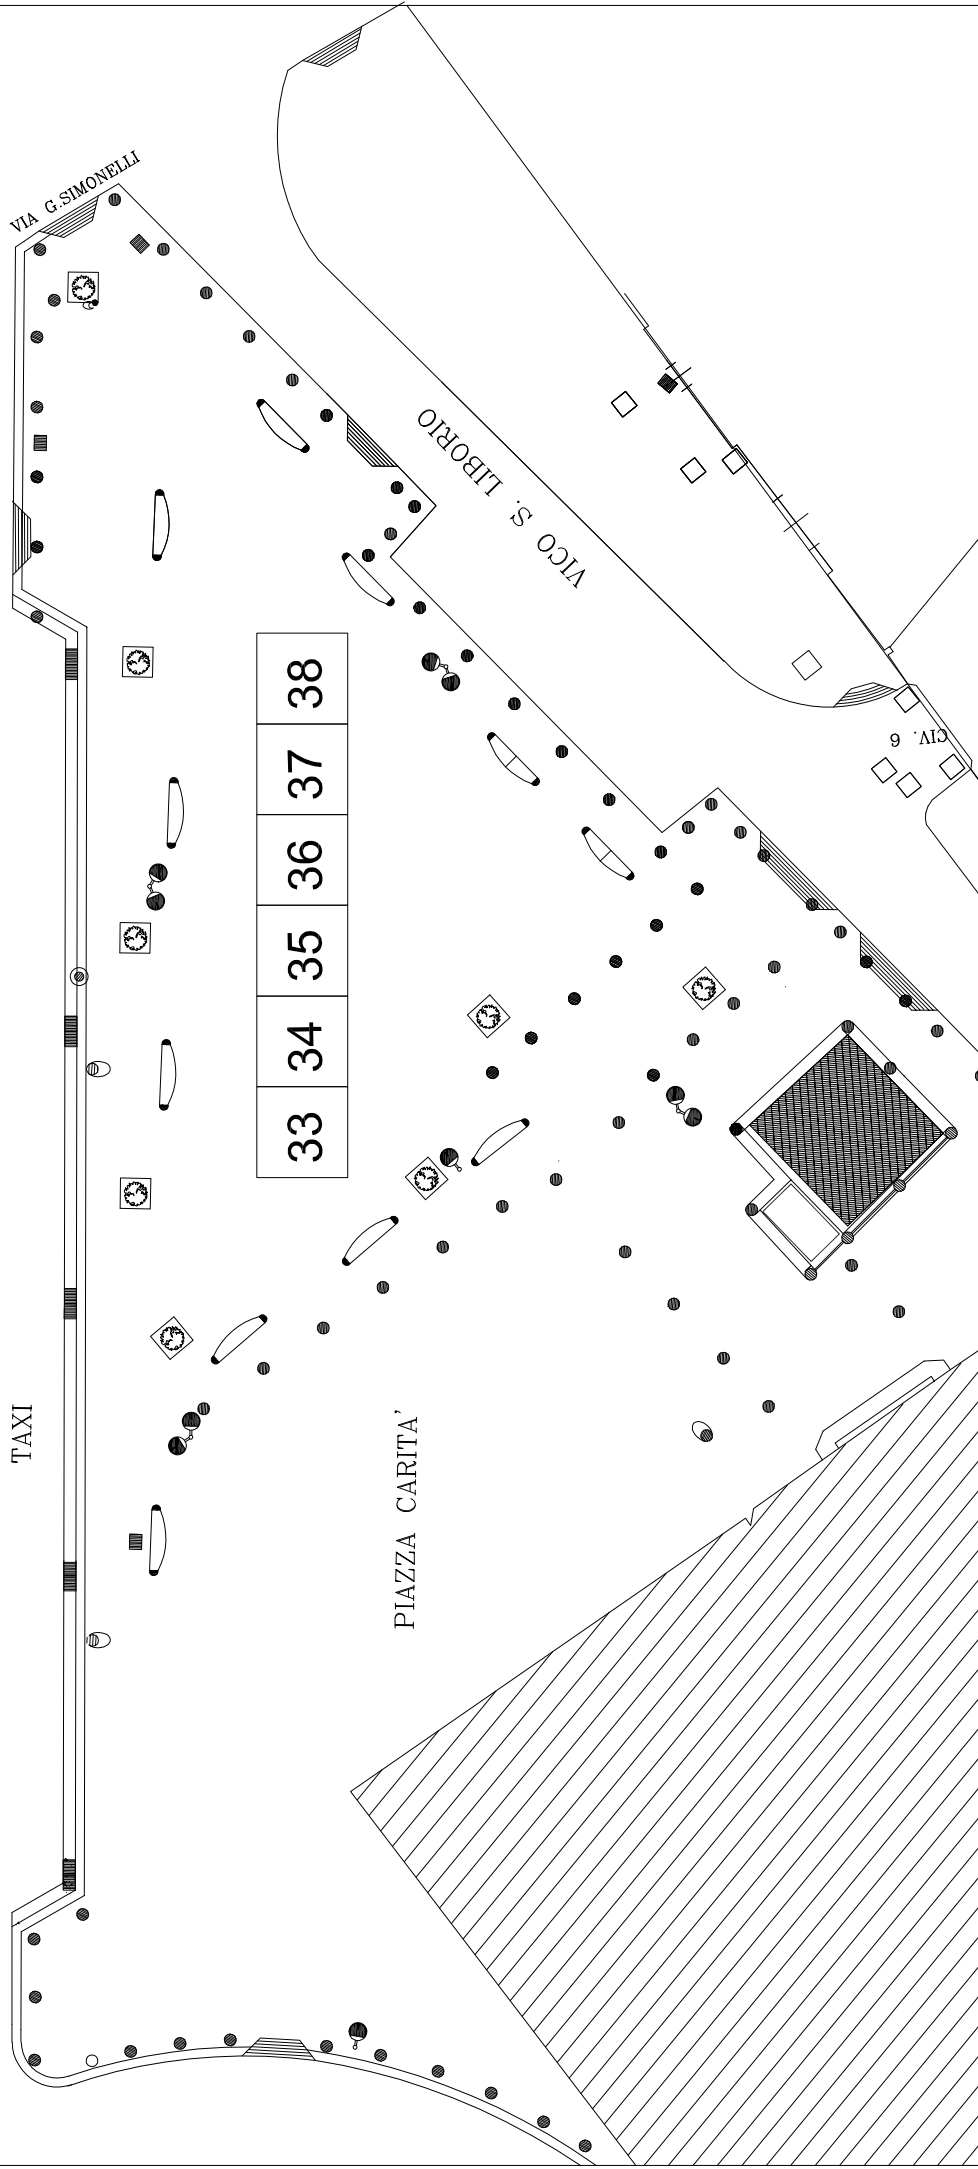 VIA G.SIMONELLI
VICO S. LIBORIO
CIV. 6
38
37
36
35
34
33
TAXI
PIAZZA CARITA'